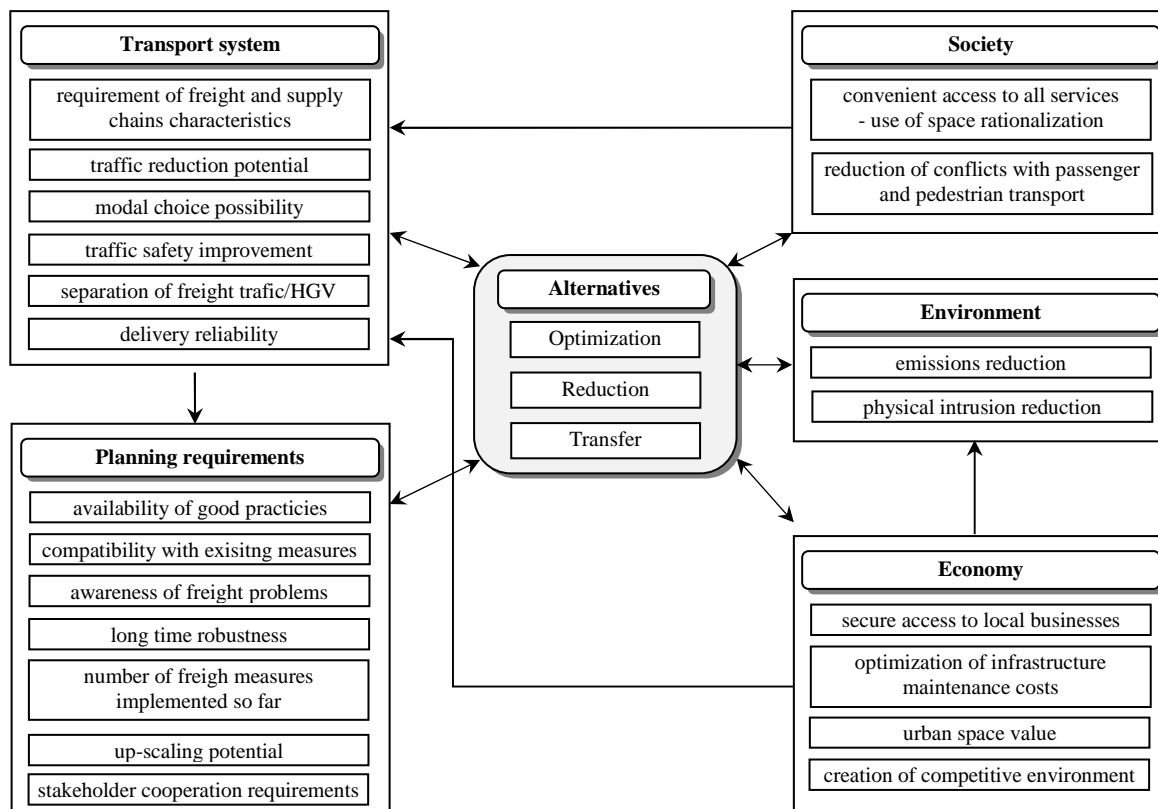 Transport system
requirement of freight and supply
chains characteristics
traffic reduction potential
modal choice possibility
traffic safety improvement
separation of freight trafic/HGV
delivery reliability
Planning requirements
availability of good practicies
compatibility with exisitng measures
awareness of freight problems
long time robustness
number of freigh measures
implemented so far
up-scaling potential
stakeholder cooperation requirements
Alternatives
Optimization
Reduction
Transfer
Society
convenient access to all services
- use of space rationalization
reduction of conflicts with passenger
and pedestrian transport
Environment
emissions reduction
physical intrusion reduction
Economy
secure access to local businesses
optimization of infrastructure
maintenance costs
urban space value
creation of competitive environment